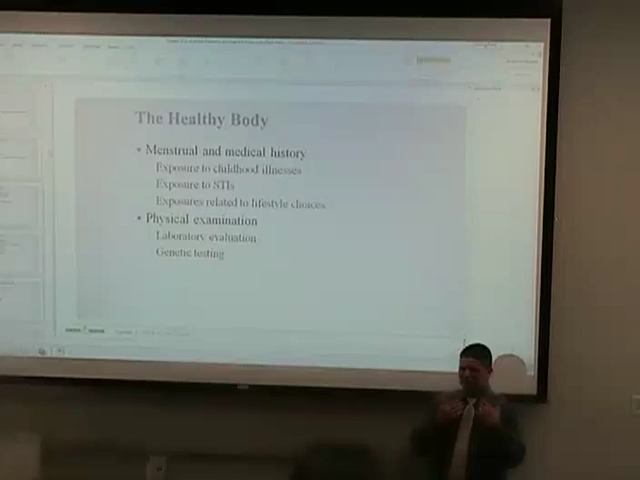 The Healthy Body
• Menstrual and medical history
Exposure to childhood illnesses
Exposure to STIs
Exposures related to lifestyle choices
• Physical examination
Laboratory evaluation
Genetic testing